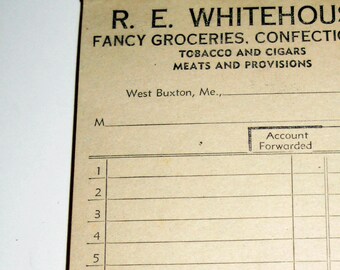 R. E. WHITEHOUS
FANCY GROCERIES, CONFECTIO
TOBACCO AND CIGARS
MEATS AND PROVISIONS
West Buxton, Me.,
M
Account
Forwarded
1
2
3
4
5